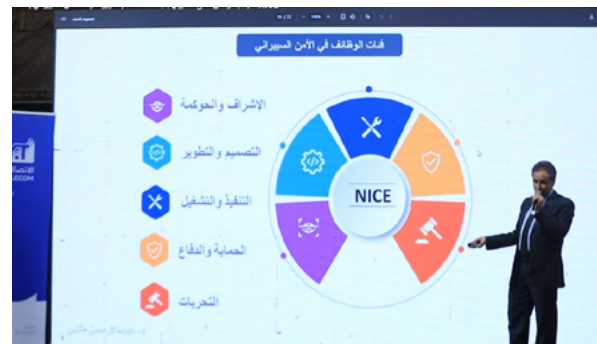 فئات الوظائف في الأمن السيبراني
الإشراف والحوكمة
التصميم والتطوير
التنفيذ والتشغيل
الحماية والدفاع
التحريات
NICE